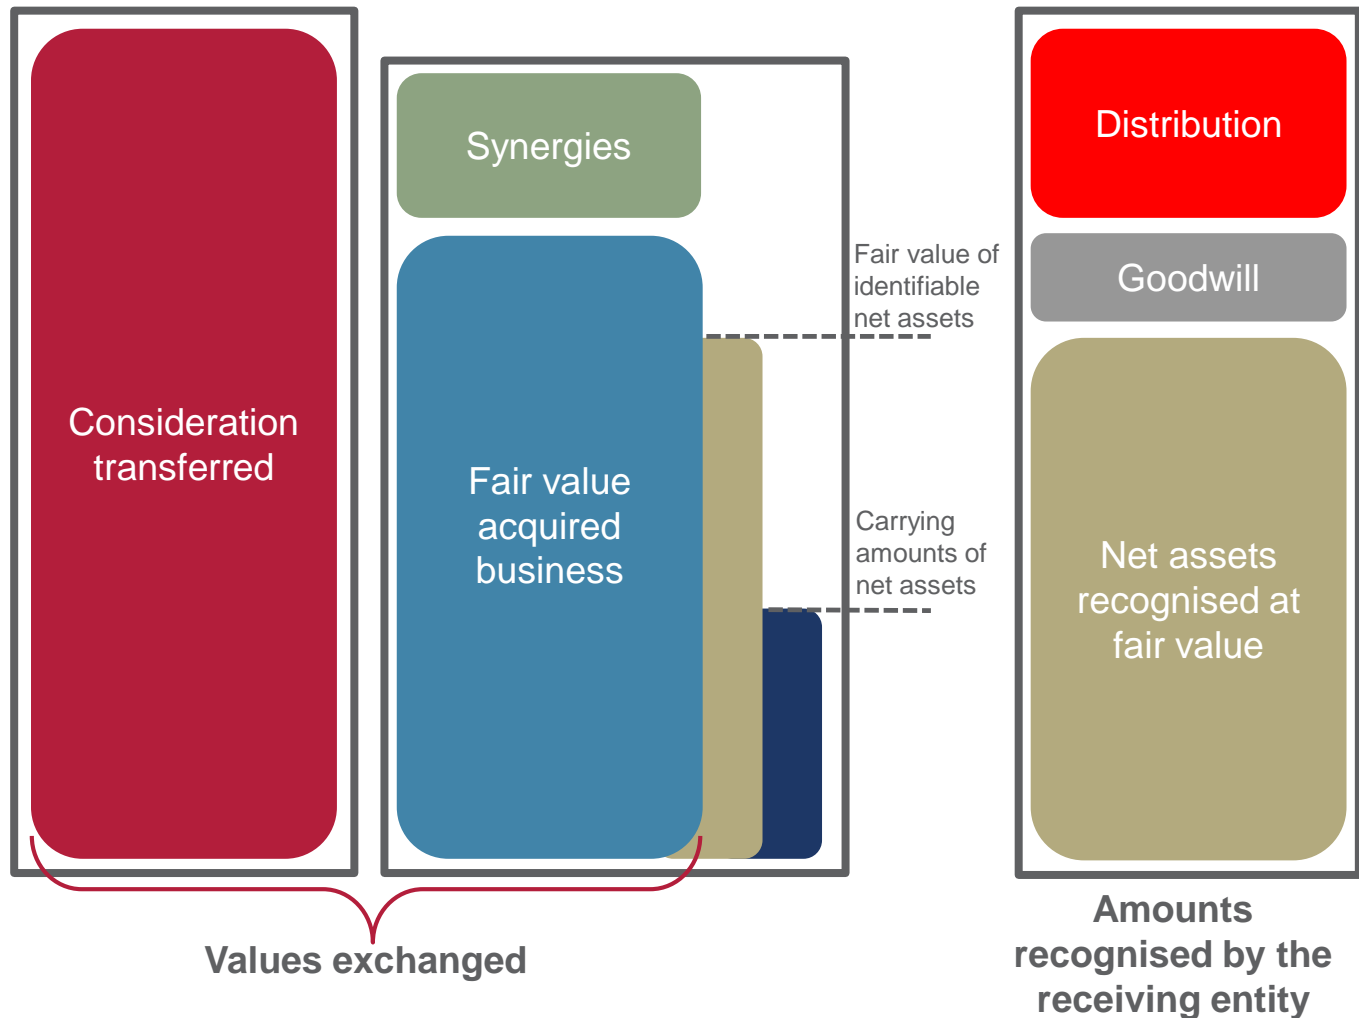 Consideration
transferred
Synergies
Fair value
acquired
business
Fair value of
identifiable
net assets
Carrying
amounts of
net assets
Distribution
Goodwill
Net assets
recognised at
fair value
Values exchanged
Amounts
recognised by the
receiving entity